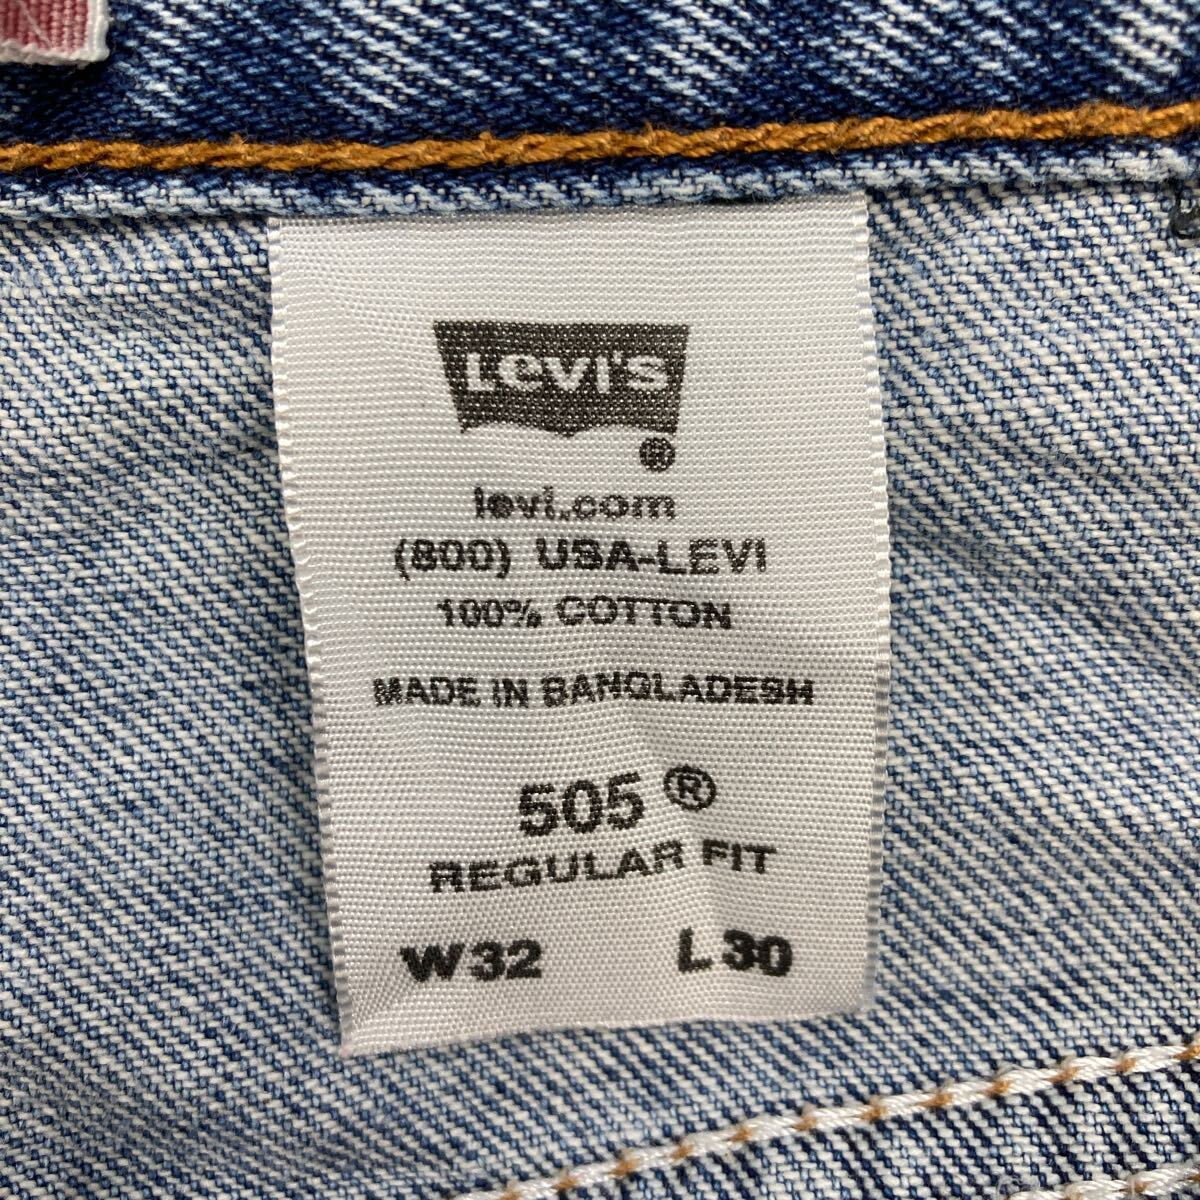 Levi's
®
levi.com
(800) USA-LEVI
100% COTTON
MADE IN BANGLADESH
505®
REGULAR FIT
W32 L30